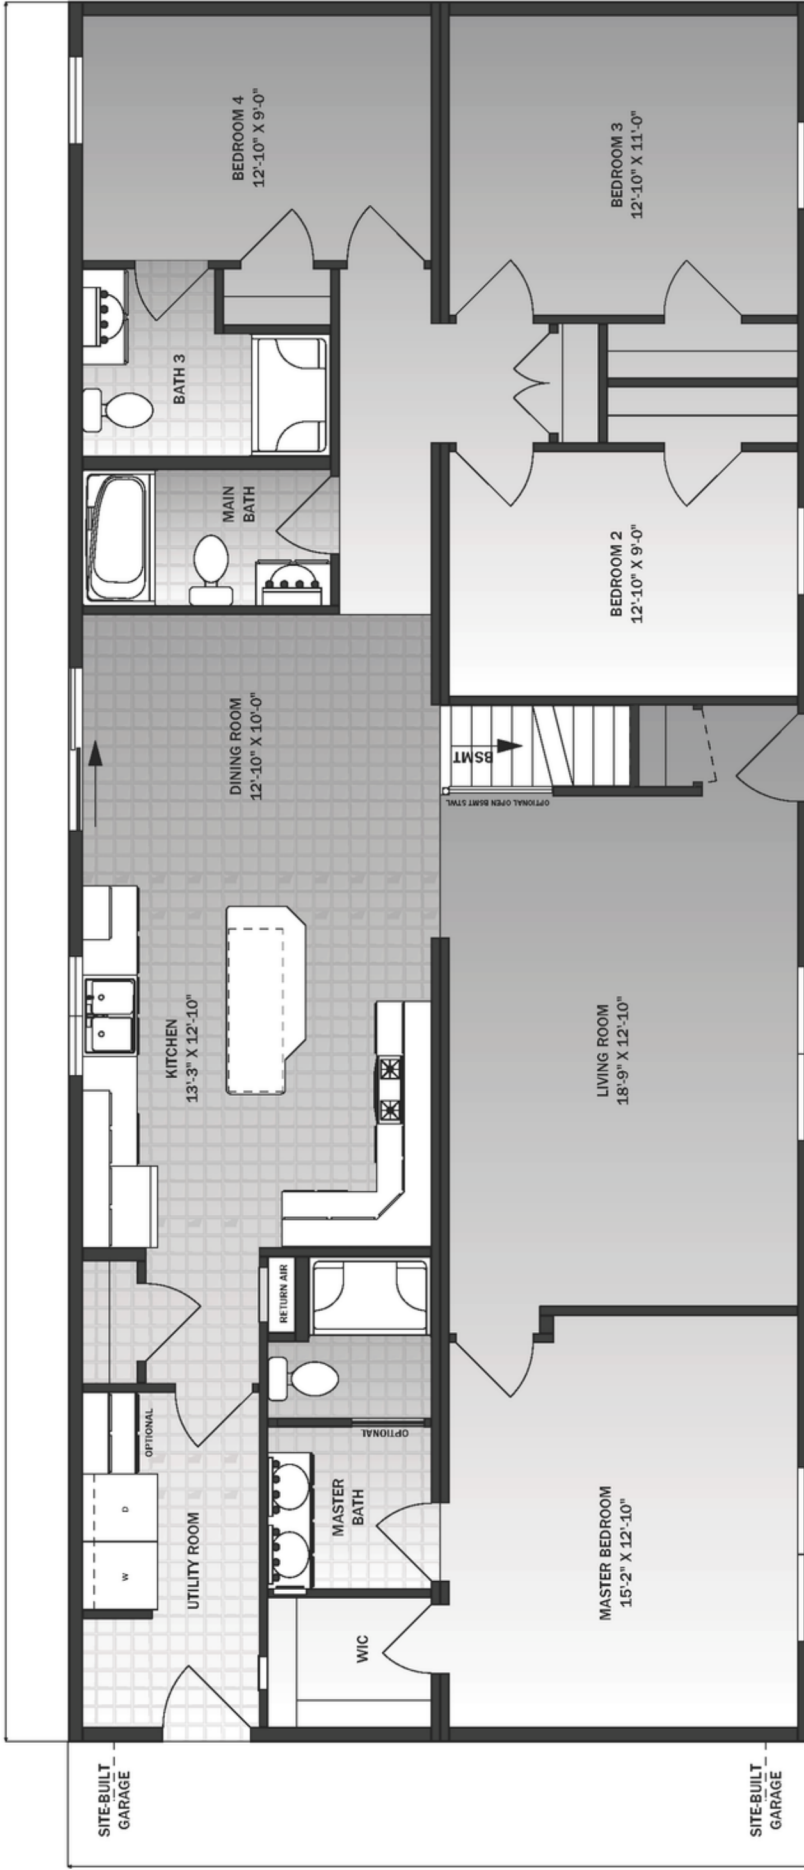 BEDROOM 4
12'-10" X 9'-0"
BEDROOM 3
12'-10" X 11'-0"
BATH 3
MAIN
BATH
BEDROOM 2
12'-10" X 9'-0"
DINING ROOM
12'-10" X 10'-0"
BSMT
OPTIONAL OPEN BSMT STWL
KITCHEN
13'-3" X 12'-10"
LIVING ROOM
18'-9" X 12'-10"
RETURN AIR
OPTIONAL
OPTIONAL
D
W
UTILITY ROOM
MASTER
BATH
MASTER BEDROOM
15'-2" X 12'-10"
WIC
SITE-BUILT
GARAGE
SITE-BUILT
GARAGE